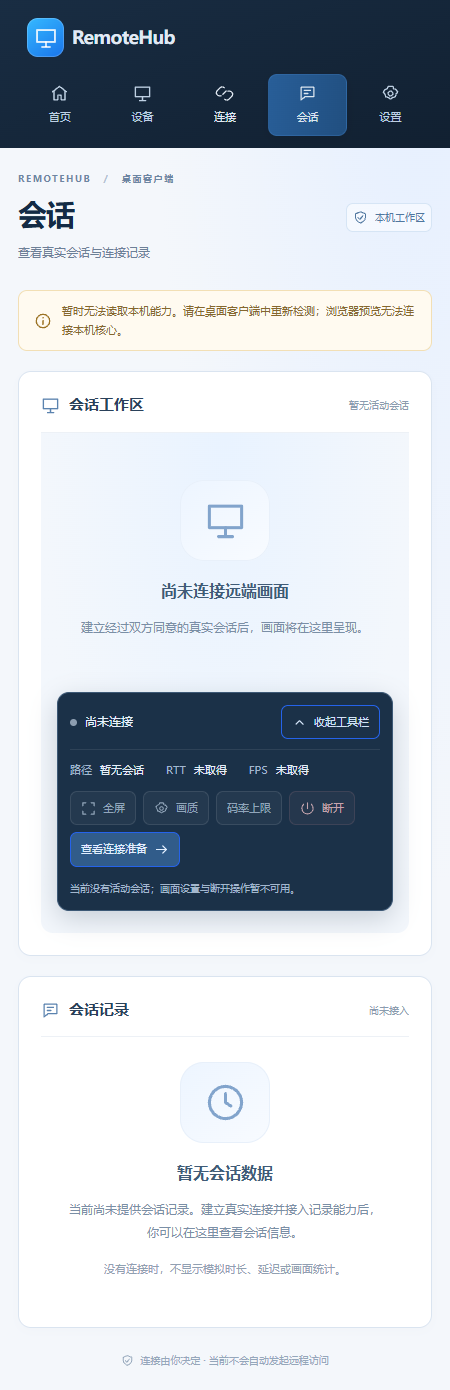 RemoteHub
首页 设备 连接 会话 设置
REMOTEHUB / 桌面客户端
会话
本机工作区
查看真实会话与连接记录
暂时无法读取本机能力。请在桌面客户端中重新检测；浏览器预览无法连
接本机核心。
会话工作区
暂无活动会话
尚未连接远端画面
建立经过双方同意的真实会话后，画面将在这里呈现。
尚未连接
收起工具栏
路径 暂无会话 RTT 未取得 FPS 未取得
全屏 画质 码率上限 断开
查看连接准备
当前没有活动会话；画面设置与断开操作暂不可用。
会话记录
尚未接入
暂无会话数据
当前尚未提供会话记录。建立真实连接并接入记录能力后，
你可以在这里查看会话信息。
没有连接时，不显示模拟时长、延迟或画面统计。
连接由你决定 · 当前不会自动发起远程访问